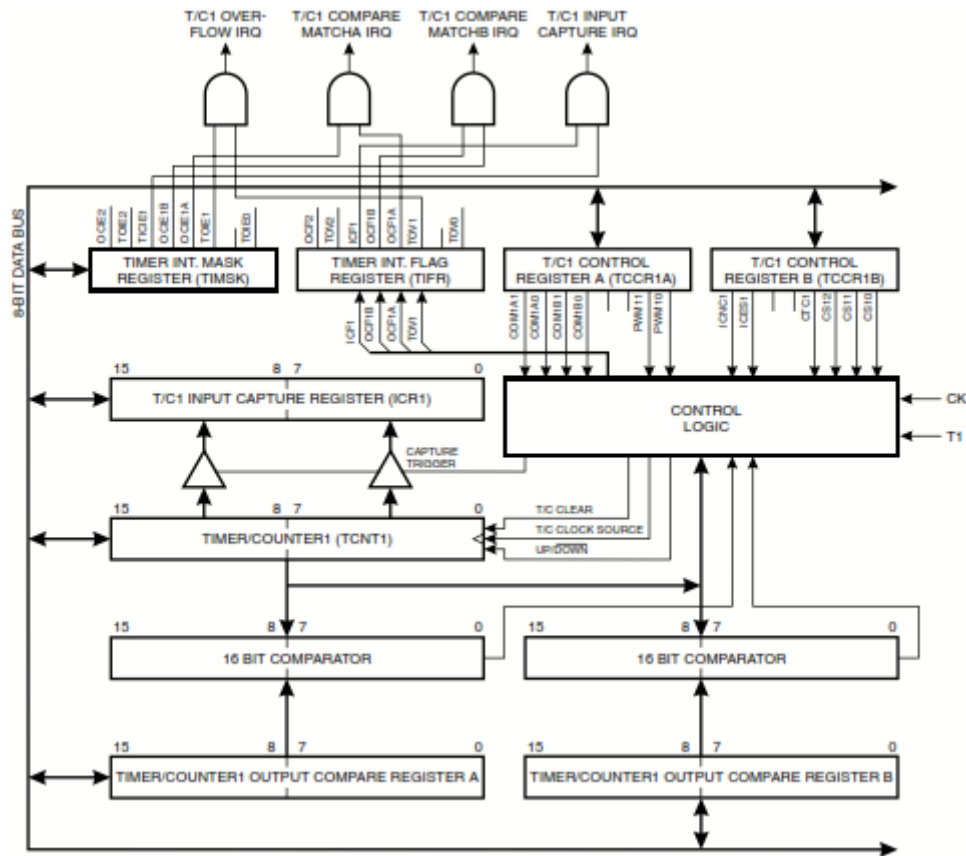 T/C1 OVER-
FLOW IRQ
T/C1 COMPARE
MATCHA IRQ
T/C1 COMPARE
MATCHB IRQ
T/C1 INPUT
CAPTURE IRQ
8-BIT DATA BUS
OCIE2
TOIE2
TICIE1
OCIE1B
OCIE1A
TOIE1
TOIE0
OCF2
TOV2
ICF1
OCF1B
OCF1A
TOV1
TOV0
TIMER INT. MASK
REGISTER (TIMSK)
TIMER INT. FLAG
REGISTER (TIFR)
T/C1 CONTROL
REGISTER A (TCCR1A)
T/C1 CONTROL
REGISTER B (TCCR1B)
ICF1
OCF1B
OCF1A
TOV1
COM1A1
COM1A0
COM1B1
COM1B0
PWM11
PWM10
ICNC1
ICES1
CTC1
CS12
CS11
CS10
15 8 7 0
T/C1 INPUT CAPTURE REGISTER (ICR1)
CONTROL
LOGIC
CK
T1
CAPTURE
TRIGGER
15 8 7 0
TIMER/COUNTER1 (TCNT1)
T/C CLEAR
T/C CLOCK SOURCE
UP/DOWN
15 8 7 0
16 BIT COMPARATOR
15 8 7 0
16 BIT COMPARATOR
15 8 7 0
TIMER/COUNTER1 OUTPUT COMPARE REGISTER A
15 8 7 0
TIMER/COUNTER1 OUTPUT COMPARE REGISTER B